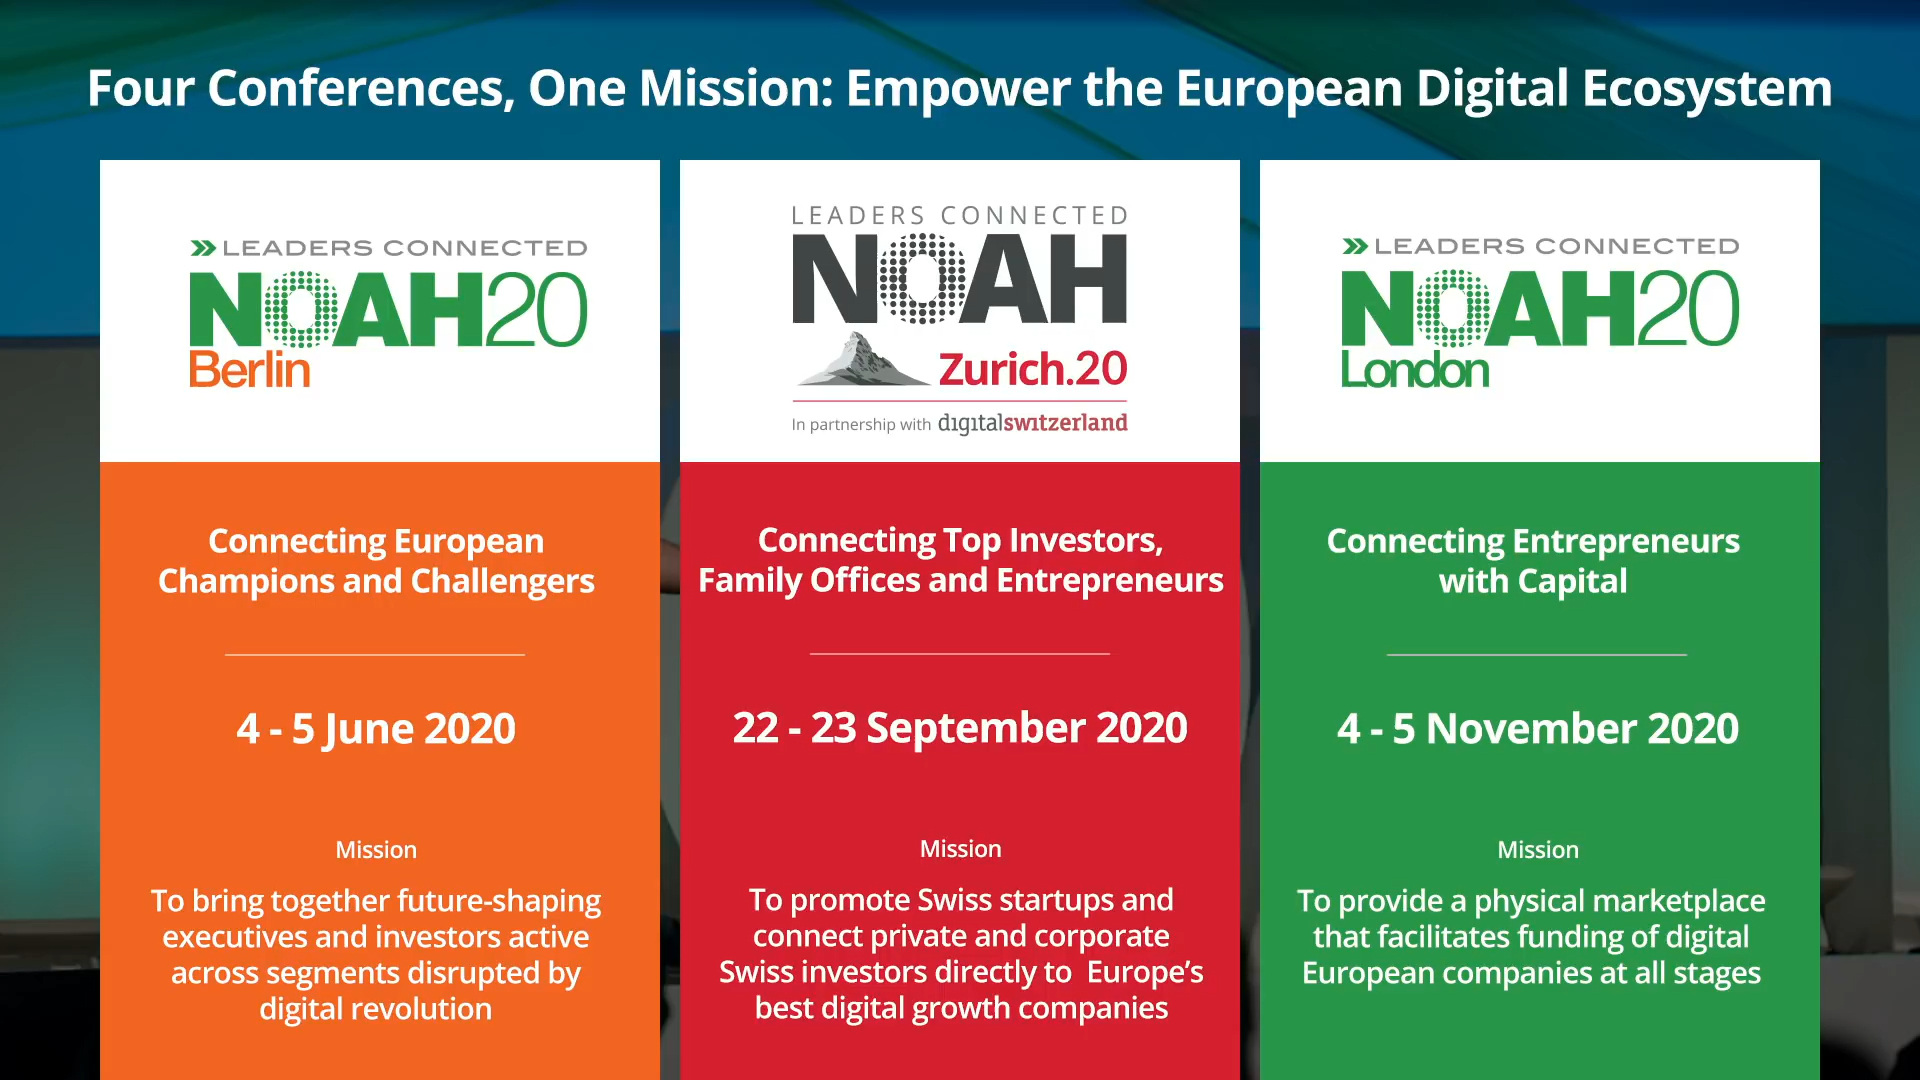 Four Conferences, One Mission: Empower the European Digital Ecosystem
LEADERS CONNECTED
NOAH20
Berlin
Connecting European
Champions and Challengers
4 - 5 June 2020
Mission
To bring together future-shaping
executives and investors active
across segments disrupted by
digital revolution
LEADERS CONNECTED
NOAH
Zurich.20
In partnership with digitalswitzerland
Connecting Top Investors,
Family Offices and Entrepreneurs
22 - 23 September 2020
Mission
To promote Swiss startups and
connect private and corporate
Swiss investors directly to Europe’s
best digital growth companies
LEADERS CONNECTED
NOAH20
London
Connecting Entrepreneurs
with Capital
4 - 5 November 2020
Mission
To provide a physical marketplace
that facilitates funding of digital
European companies at all stages